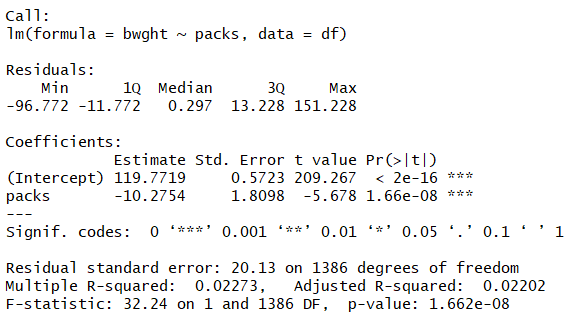 Call:
lm(formula = bwght ~ packs, data = df)
Residuals:
    Min      1Q  Median      3Q     Max
-96.772 -11.772   0.297  13.228 151.228
Coefficients:
            Estimate Std. Error t value Pr(>|t|)
(Intercept) 119.7719     0.5723 209.267  < 2e-16 ***
packs       -10.2754     1.8098  -5.678 1.66e-08 ***
---
Signif. codes:  0 ‘***’ 0.001 ‘**’ 0.01 ‘*’ 0.05 ‘.’ 0.1 ‘ ’ 1
Residual standard error: 20.13 on 1386 degrees of freedom
Multiple R-squared:  0.02273,   Adjusted R-squared:  0.02202
F-statistic: 32.24 on 1 and 1386 DF,  p-value: 1.662e-08